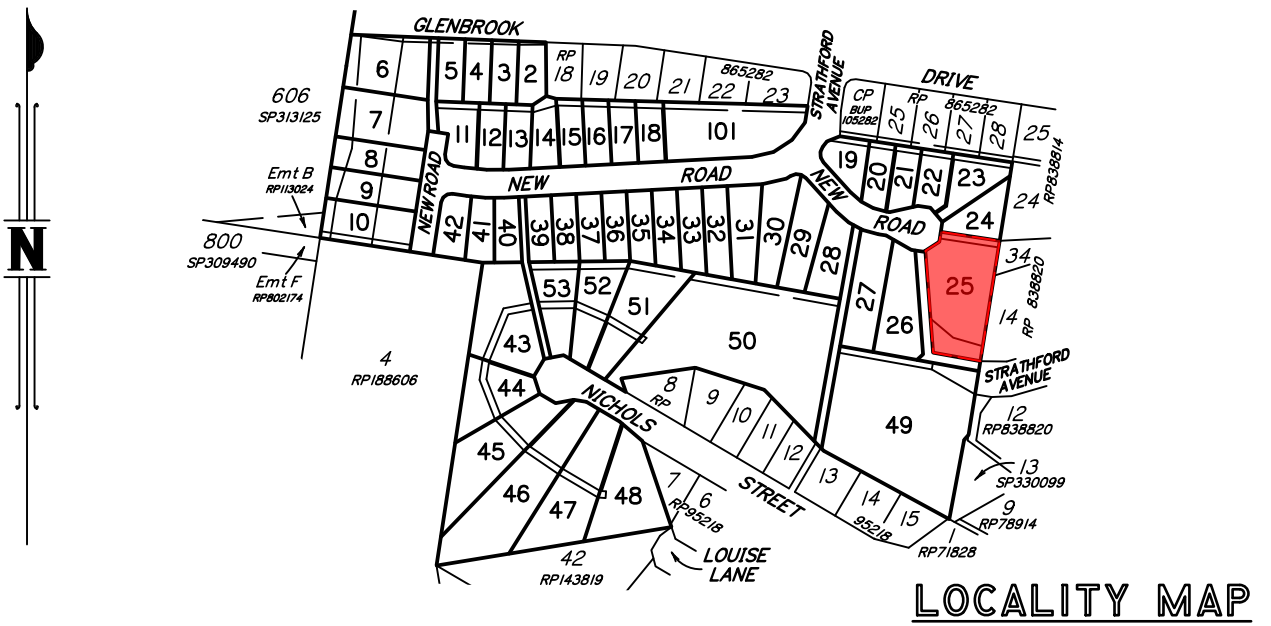 GLENBROOK
6
5
4
3
2
RP
18
19
20
21
865282
22
23
STRATHFORD
AVENUE
DRIVE
CP
BUP
105282
RP
865282
25
26
27
28
25
RP838814
24
606
SP313125
7
8
9
10
Emt B
RP113024
800
SP309490
Emt F
RP802174
11
12
13
14
15
16
17
18
101
NEW ROAD
NEW
ROAD
NEW
ROAD
19
20
21
22
23
24
25
34
RP 838820
14
42
41
40
39
38
37
36
35
34
33
32
31
30
29
28
27
26
N
53
52
51
50
43
44
45
46
47
48
49
4
RP188606
NICHOLS
STREET
8
RP
9
10
11
12
13
14
15
95218
STRATHFORD
AVENUE
12
RP838820
13
SP330099
9
RP78914
1
RP71828
7
6
RP95218
42
RP143819
LOUISE
LANE
LOCALITY MAP